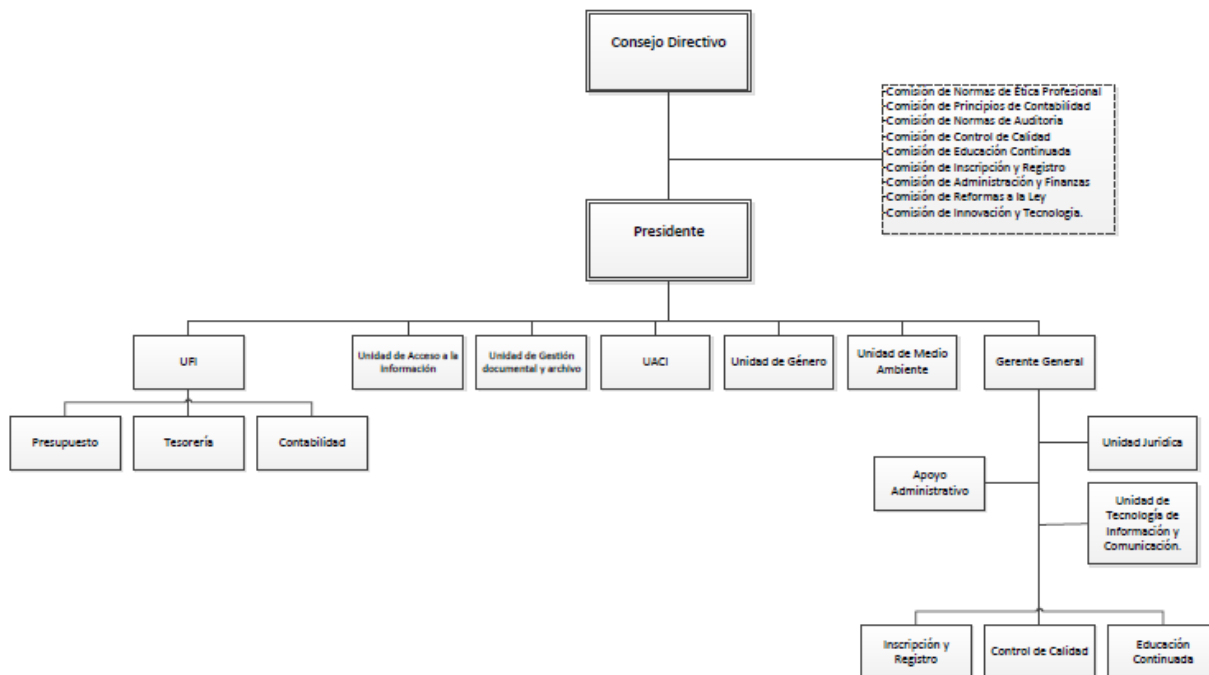 Consejo Directivo
-Comisión de Normas de Ética Profesional
-Comisión de Principios de Contabilidad
-Comisión de Normas de Auditoria
-Comisión de Control de Calidad
-Comisión de Educación Continuada
-Comisión de Inscripción y Registro
-Comisión de Administración y Finanzas
-Comisión de Reformas a la Ley
-Comisión de Innovación y Tecnología.
Presidente
UFI
Unidad de Acceso a la
Información
Unidad de Gestión
documental y archivo
UACI
Unidad de Género
Unidad de Medio
Ambiente
Gerente General
Presupuesto
Tesorería
Contabilidad
Unidad Jurídica
Apoyo
Administrativo
Unidad de
Tecnología de
Información y
Comunicación.
Inscripción y
Registro
Control de Calidad
Educación
Continuada